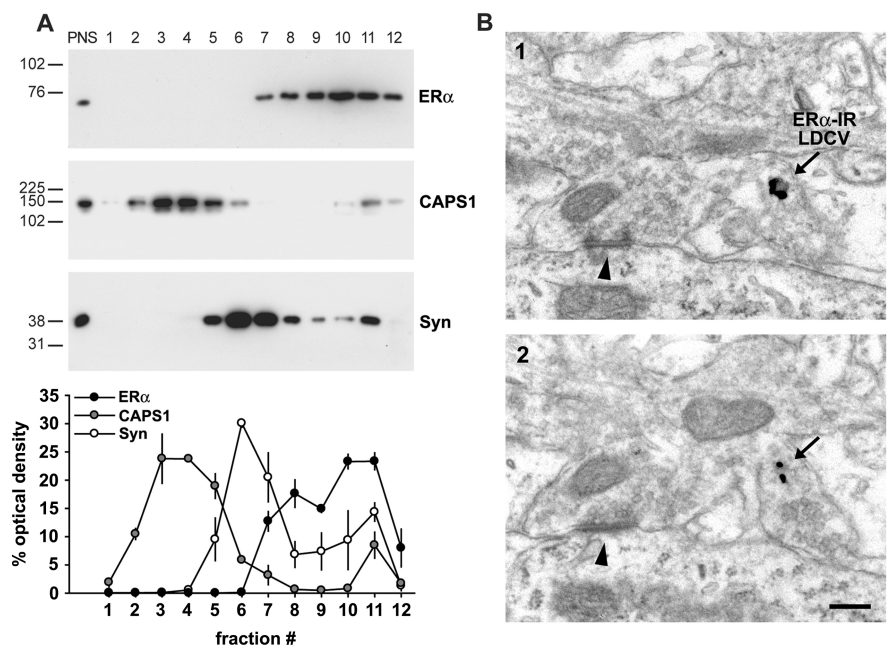 A
PNS 1 2 3 4 5 6 7 8 9 10 11 12
102
76
ERα
225
150
102
CAPS1
38
31
Syn
ERα
CAPS1
Syn
35
30
25
20
15
10
5
0
% optical density
1 2 3 4 5 6 7 8 9 10 11 12
fraction #
B
1
ERα-IR
LDCV
2